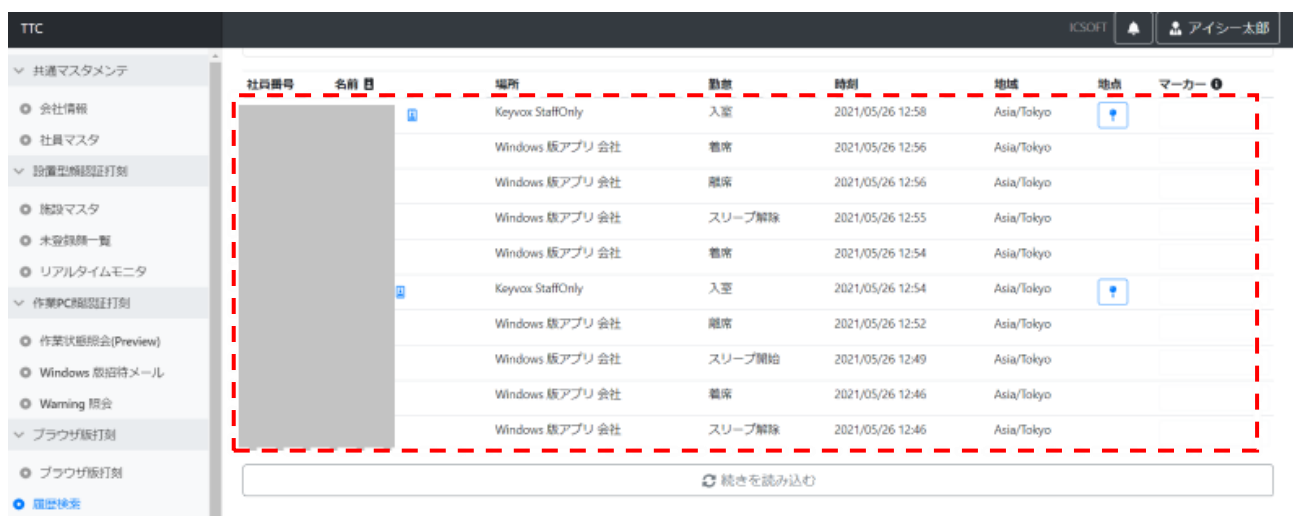 TTC ICSOFT アイシー太郎
共通マスタメンテ
会社情報
社員マスタ
設置型顔認証打刻
施設マスタ
未登録顔一覧
リアルタイムモニタ
作業PC顔認証打刻
作業状態照会(Preview)
Windows 版招待メール
Warning 照会
ブラウザ版打刻
ブラウザ版打刻
履歴検索
社員番号 名前 場所 勤怠 時刻 地域 地点 マーカー
Keyvox StaffOnly 入室 2021/05/26 12:58 Asia/Tokyo
Windows 版アプリ 会社 着席 2021/05/26 12:56 Asia/Tokyo
Windows 版アプリ 会社 離席 2021/05/26 12:56 Asia/Tokyo
Windows 版アプリ 会社 スリープ解除 2021/05/26 12:55 Asia/Tokyo
Windows 版アプリ 会社 着席 2021/05/26 12:54 Asia/Tokyo
Keyvox StaffOnly 入室 2021/05/26 12:54 Asia/Tokyo
Windows 版アプリ 会社 離席 2021/05/26 12:52 Asia/Tokyo
Windows 版アプリ 会社 スリープ開始 2021/05/26 12:49 Asia/Tokyo
Windows 版アプリ 会社 着席 2021/05/26 12:46 Asia/Tokyo
Windows 版アプリ 会社 スリープ解除 2021/05/26 12:46 Asia/Tokyo
続きを読み込む